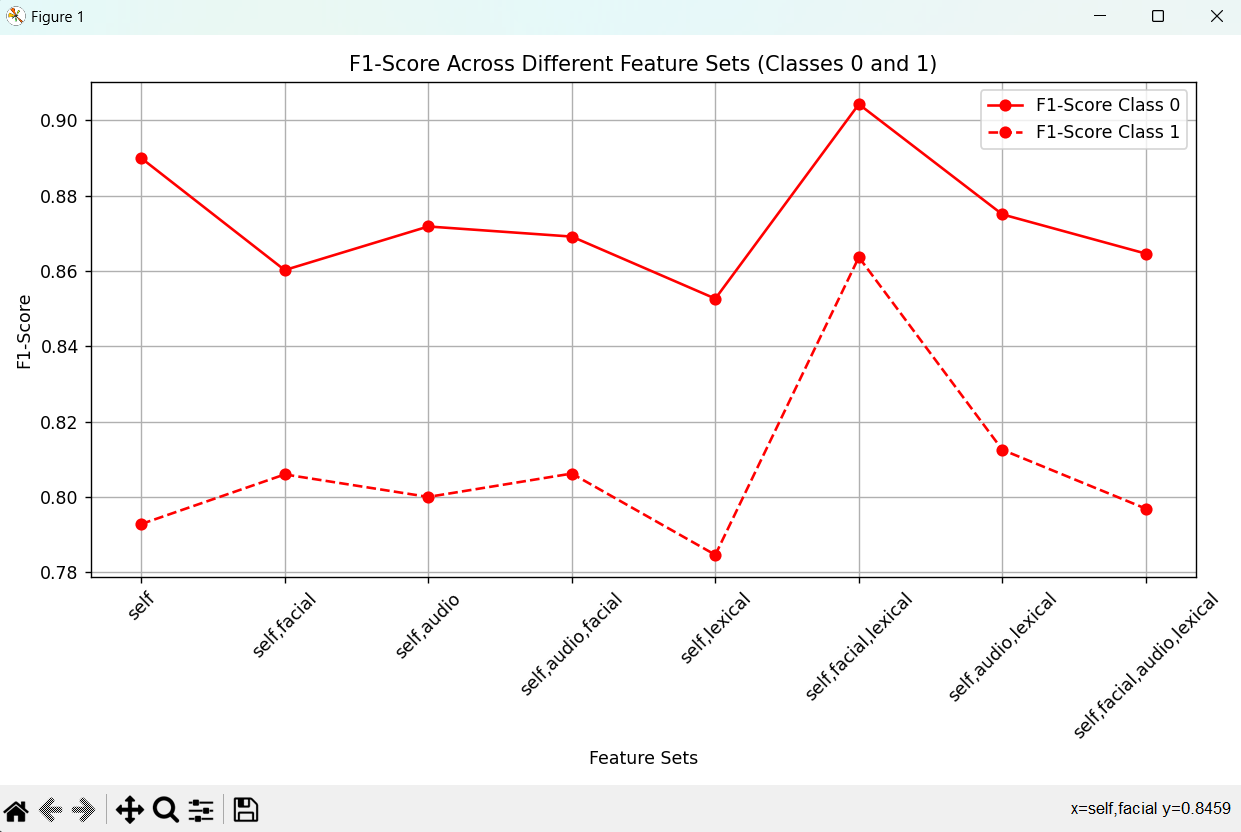 Figure 1
F1-Score Across Different Feature Sets (Classes 0 and 1)
F1-Score Class 0
F1-Score Class 1
0.90
0.88
0.86
0.84
0.82
0.80
0.78
F1-Score
self
self,facial
self,audio
self,audio,facial
self,lexical
self,facial,lexical
self,audio,lexical
self,facial,audio,lexical
Feature Sets
x=self,facial y=0.8459